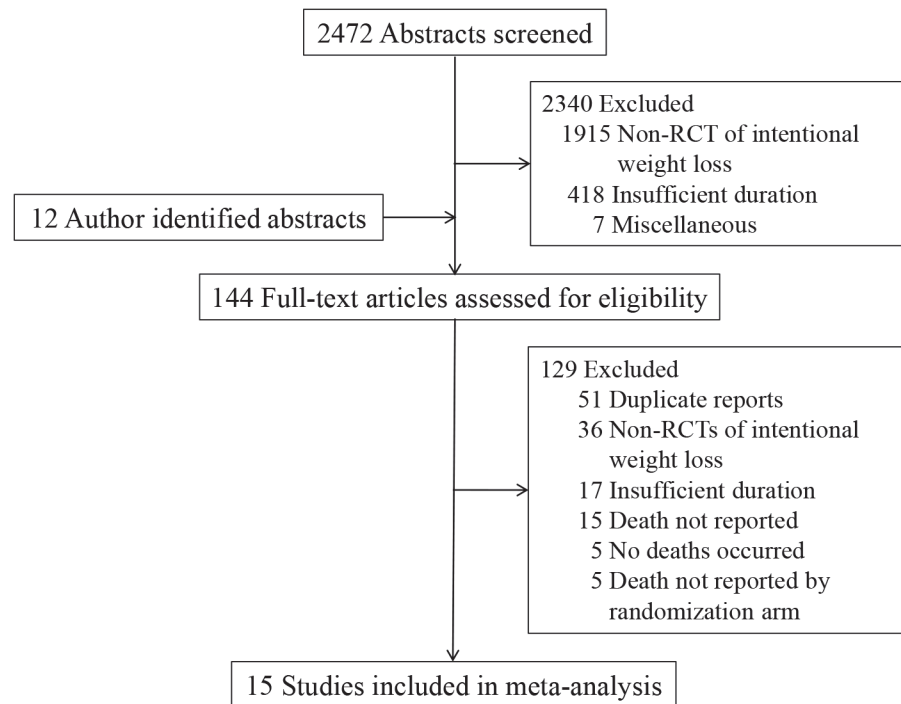 2472 Abstracts screened
2340 Excluded
1915 Non-RCT of intentional
weight loss
418 Insufficient duration
7 Miscellaneous
12 Author identified abstracts
144 Full-text articles assessed for eligibility
129 Excluded
51 Duplicate reports
36 Non-RCTs of intentional
weight loss
17 Insufficient duration
15 Death not reported
5 No deaths occurred
5 Death not reported by
randomization arm
15 Studies included in meta-analysis